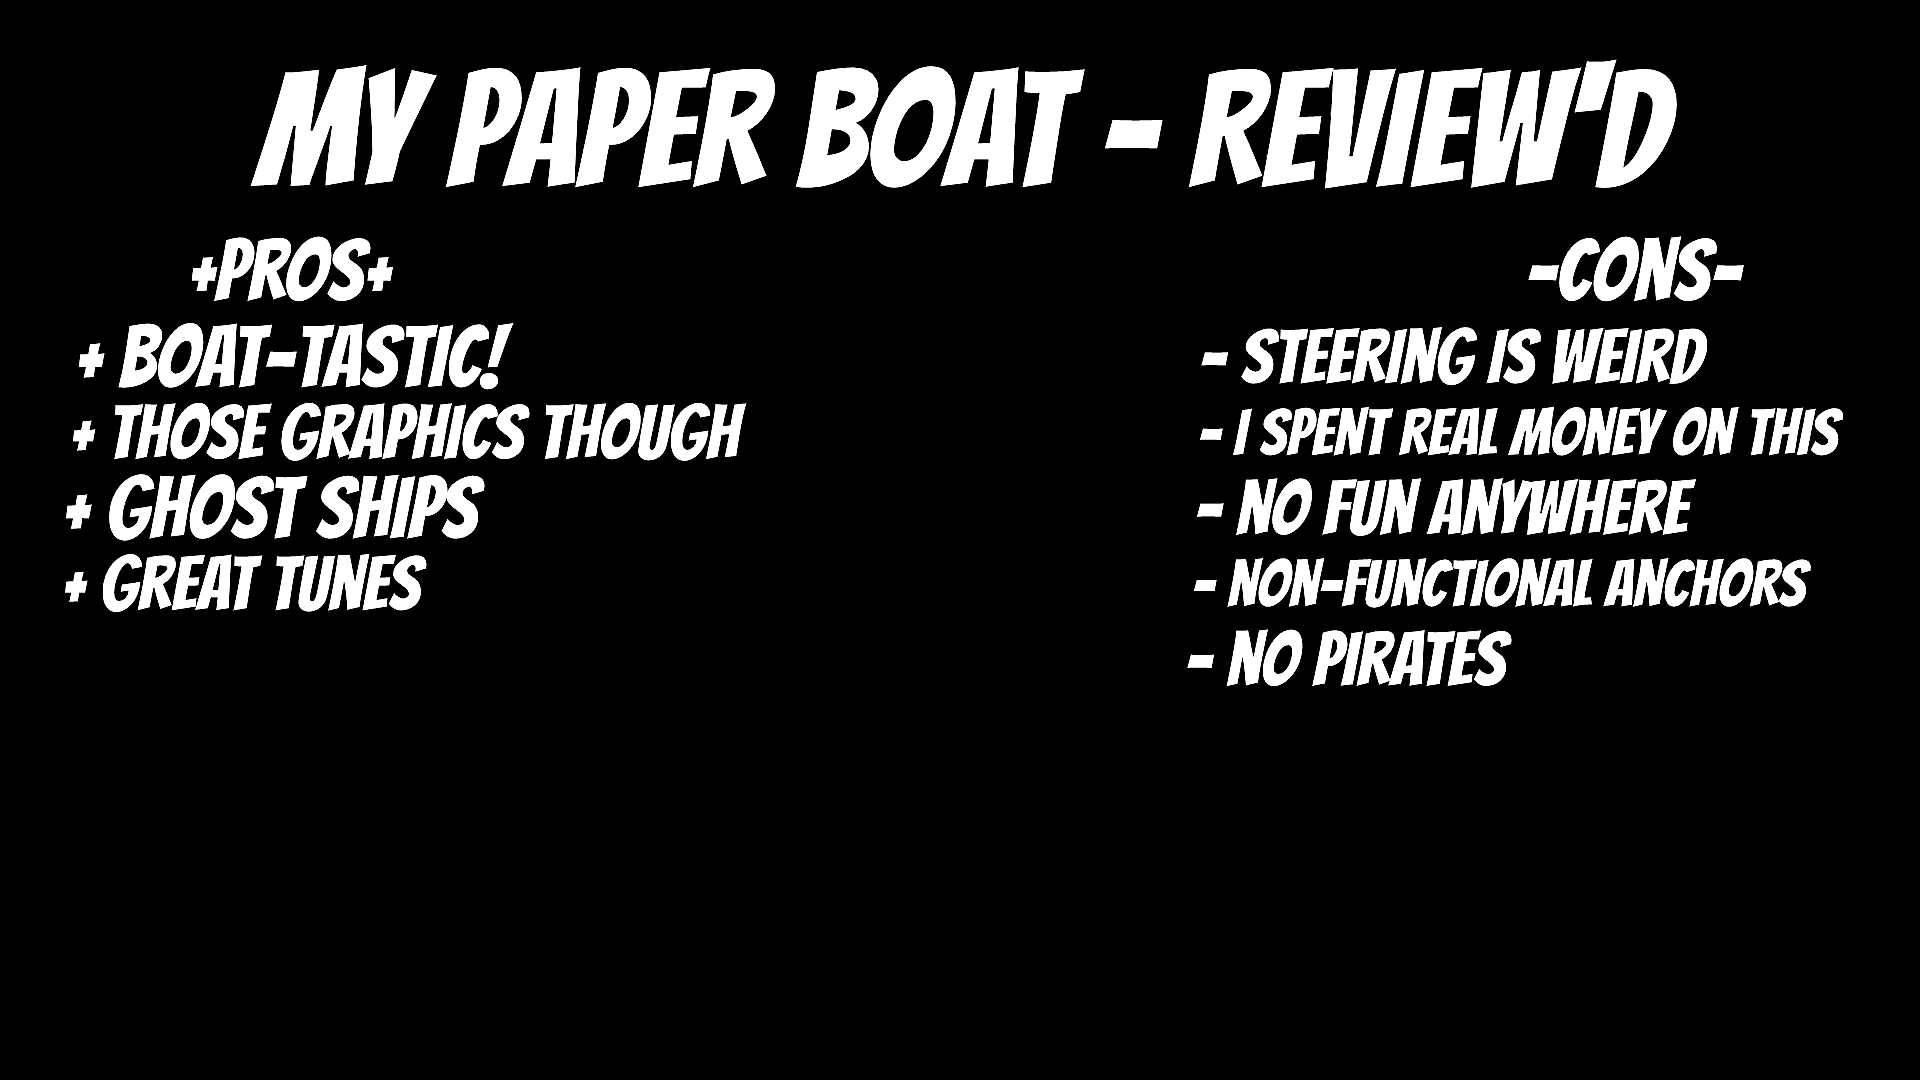 MY PAPER BOAT - REVIEW'D
+PROS+
+ BOAT-TASTIC!
+ THOSE GRAPHICS THOUGH
+ GHOST SHIPS
+ GREAT TUNES
-CONS-
- STEERING IS WEIRD
- I SPENT REAL MONEY ON THIS
- NO FUN ANYWHERE
- NON-FUNCTIONAL ANCHORS
- NO PIRATES